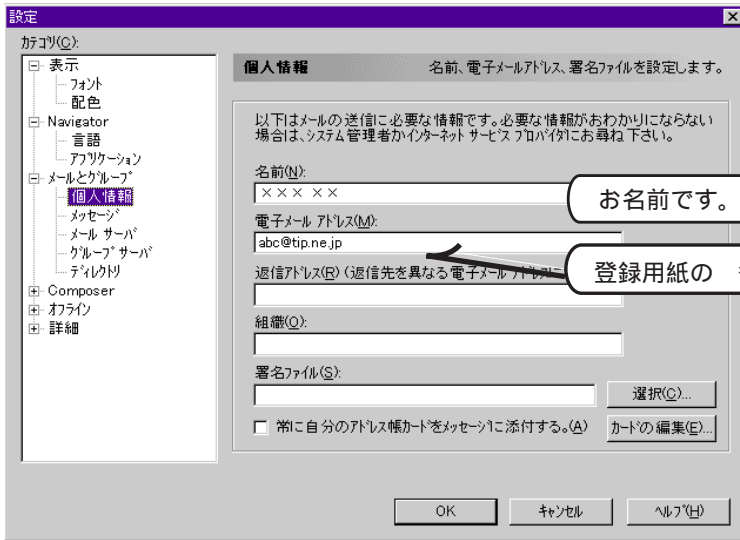 設定
カテゴリ(C):
表示
フォント
配色
Navigator
言語
アプリケーション
メールとグループ
個人情報
メッセージ
メール サーバ
グループ サーバ
ディレクトリ
Composer
オフライン
詳細
個人情報 名前、電子メールアドレス、署名ファイルを設定します。
以下はメールの送信に必要な情報です。必要な情報がおわかりにならない
場合は、システム管理者かインターネット サービス プロバイダにお尋ね下さい。
名前(N):
××× ××
お名前です。
電子メール アドレス(M):
abc@tip.ne.jp
登録用紙の
返信アドレス(R) (返信先を異なる電子メール アドレス
組織(O):
署名ファイル(S):
選択(C)...
常に自分のアドレス帳カードをメッセージに添付する。(A)
カードの編集(E)...
OK キャンセル ヘルプ(H)